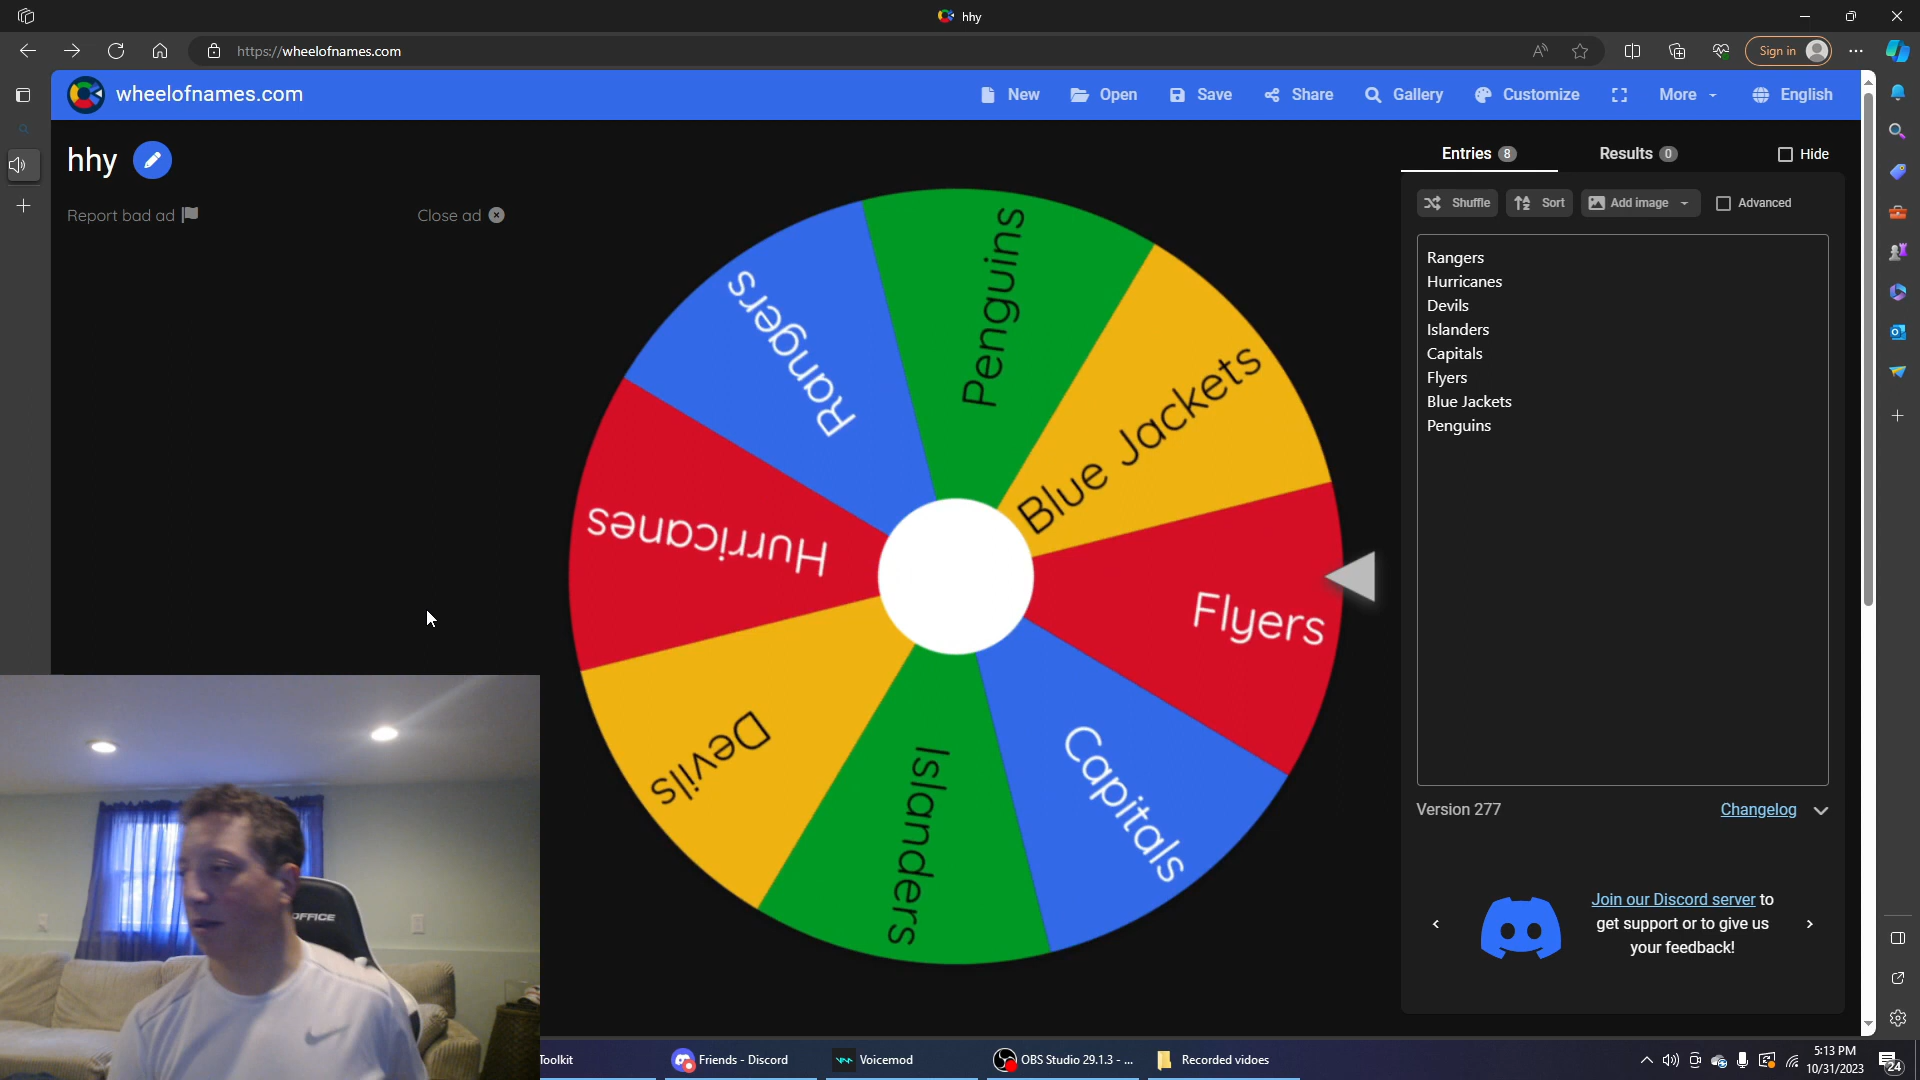 hhy
https://wheelofnames.com
Sign in
wheelofnames.com
New
Open
Save
Share
Gallery
Customize
More
English
hhy
Report bad ad
Close ad
Entries 8
Results 0
Hide
Shuffle
Sort
Add image
Advanced
Rangers
Hurricanes
Devils
Islanders
Capitals
Flyers
Blue Jackets
Penguins
Penguins
Blue Jackets
Flyers
Capitals
Islanders
Devils
Hurricanes
Rangers
Version 277
Changelog
Join our Discord server to
get support or to give us
your feedback!
OFFICE
Toolkit
Friends - Discord
Voicemod
OBS Studio 29.1.3 - ...
Recorded vidoes
5:13 PM
10/31/2023
24